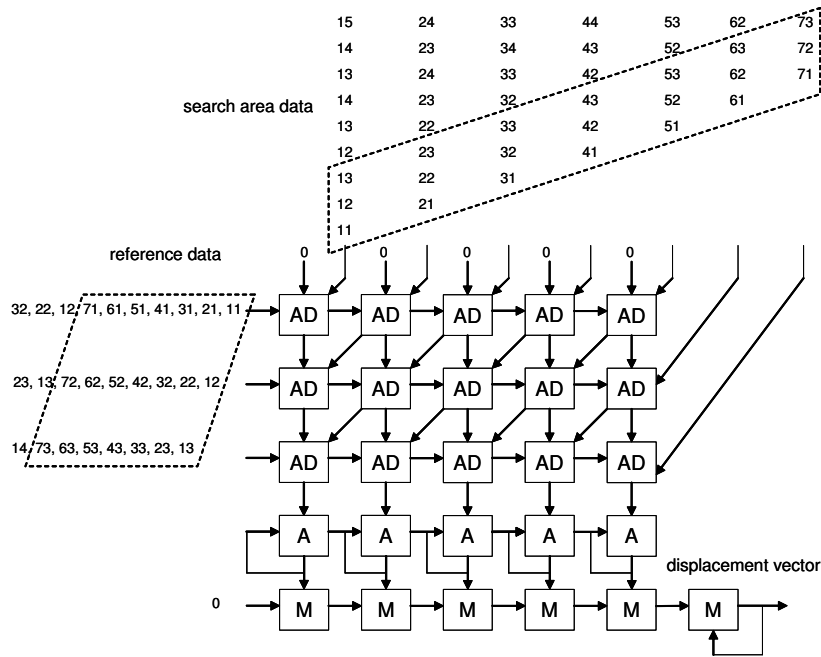 15 24 33 44 53 62 73
14 23 34 43 52 63 72
13 24 33 42 53 62 71
search area data
14 23 32 43 52 61
13 22 33 42 51
12 23 32 41
13 22 31
12 21
11
reference data
0 0 0 0 0
32, 22, 12, 71, 61, 51, 41, 31, 21, 11
AD AD AD AD AD
23, 13, 72, 62, 52, 42, 32, 22, 12
AD AD AD AD AD
14, 73, 63, 53, 43, 33, 23, 13
AD AD AD AD AD
A A A A A
displacement vector
0
M M M M M M